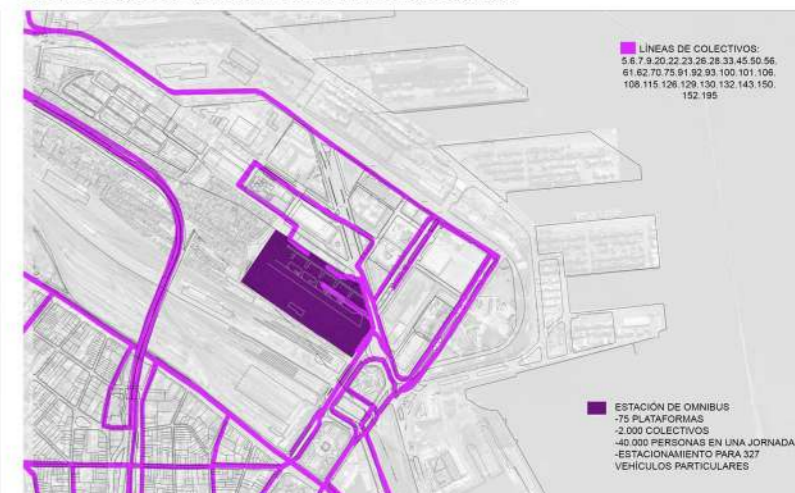 LÍNEAS DE COLECTIVOS:
5.6.7.9.20.22.23.26.28.33.45.50.56.
61.62.70.75.91.92.93.100.101.106.
108.115.126.129.130.132.143.150.
152.195
ESTACIÓN DE OMNIBUS
-75 PLATAFORMAS
-2.000 COLECTIVOS
-40.000 PERSONAS EN UNA JORNADA
-ESTACIONAMIENTO PARA 327
VEHÍCULOS PARTICULARES